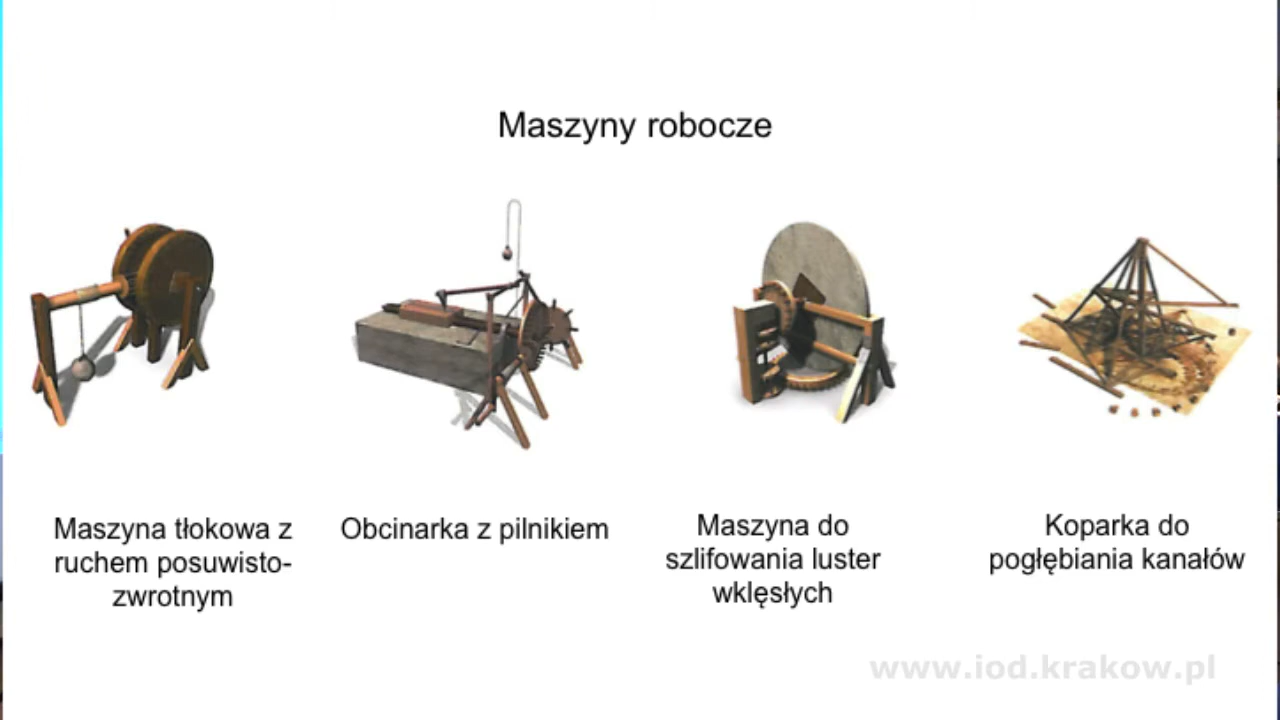 Maszyny robocze
Maszyna tłokowa z
ruchem posuwisto-
zwrotnym
Obcinarka z pilnikiem
Maszyna do
szlifowania luster
wklęsłych
Koparka do
pogłębiania kanałów
www.iod.krakow.pl